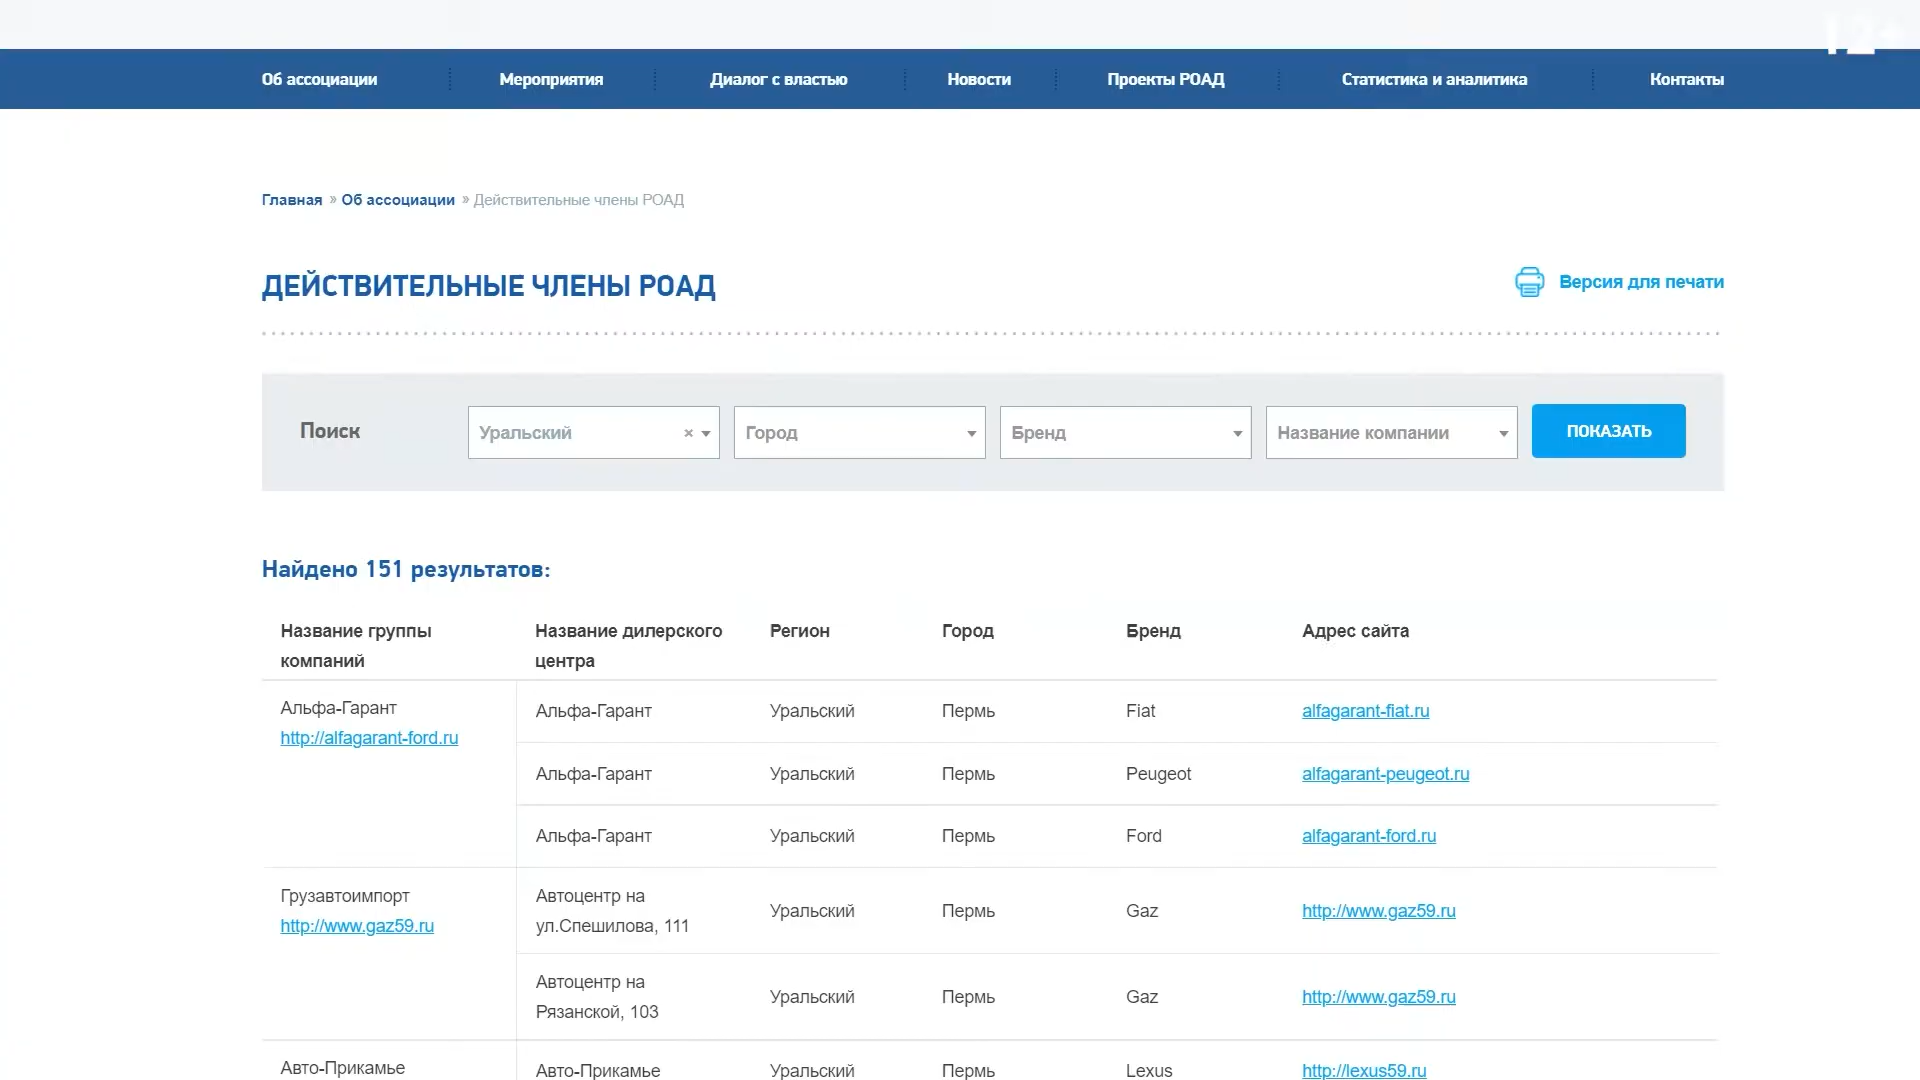 12+
Об ассоциации Мероприятия Диалог с властью Новости Проекты РОАД Статистика и аналитика Контакты
Главная » Об ассоциации » Действительные члены РОАД
ДЕЙСТВИТЕЛЬНЫЕ ЧЛЕНЫ РОАД
Версия для печати
Поиск Уральский × Город Бренд Название компании ПОКАЗАТЬ
Найдено 151 результатов:
Название группы
компаний
Название дилерского
центра
Регион Город Бренд Адрес сайта
Альфа-Гарант
http://alfagarant-ford.ru
Альфа-Гарант Уральский Пермь Fiat alfagarant-fiat.ru
Альфа-Гарант Уральский Пермь Peugeot alfagarant-peugeot.ru
Альфа-Гарант Уральский Пермь Ford alfagarant-ford.ru
Грузавтоимпорт
http://www.gaz59.ru
Автоцентр на
ул.Спешилова, 111
Уральский Пермь Gaz http://www.gaz59.ru
Автоцентр на
Рязанской, 103
Уральский Пермь Gaz http://www.gaz59.ru
Авто-Прикамье
Авто-Прикамье Уральский Пермь Lexus http://lexus59.ru